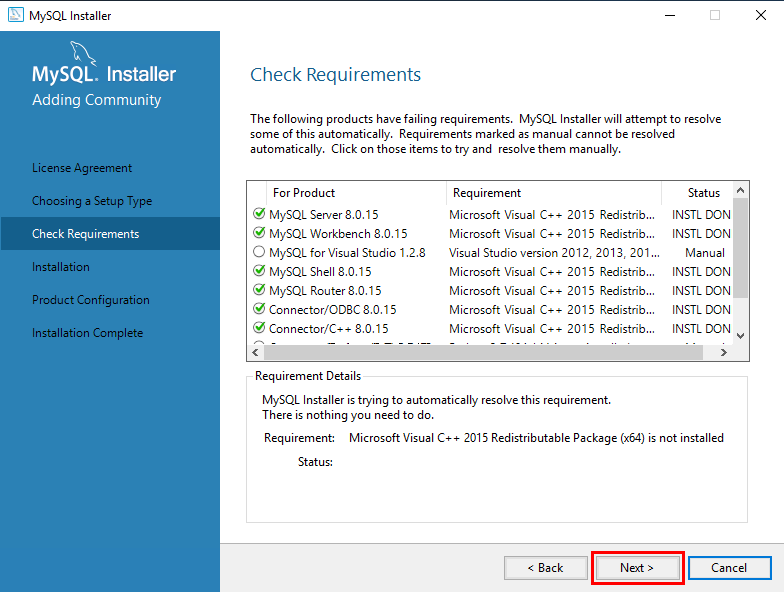 MySQL Installer
MySQL. Installer
Adding Community
License Agreement
Choosing a Setup Type
Check Requirements
Installation
Product Configuration
Installation Complete
Check Requirements
The following products have failing requirements.  MySQL Installer will attempt to resolve
some of this automatically.  Requirements marked as manual cannot be resolved
automatically.  Click on those items to try and  resolve them manually.
For Product Requirement Status
MySQL Server 8.0.15 Microsoft Visual C++ 2015 Redistrib... INSTL DON
MySQL Workbench 8.0.15 Microsoft Visual C++ 2015 Redistrib... INSTL DON
MySQL for Visual Studio 1.2.8 Visual Studio version 2012, 2013, 201... Manual
MySQL Shell 8.0.15 Microsoft Visual C++ 2015 Redistrib... INSTL DON
MySQL Router 8.0.15 Microsoft Visual C++ 2015 Redistrib... INSTL DON
Connector/ODBC 8.0.15 Microsoft Visual C++ 2015 Redistrib... INSTL DON
Connector/C++ 8.0.15 Microsoft Visual C++ 2015 Redistrib... INSTL DON
Requirement Details
MySQL Installer is trying to automatically resolve this requirement.
There is nothing you need to do.
Requirement: Microsoft Visual C++ 2015 Redistributable Package (x64) is not installed
Status:
< Back Next > Cancel